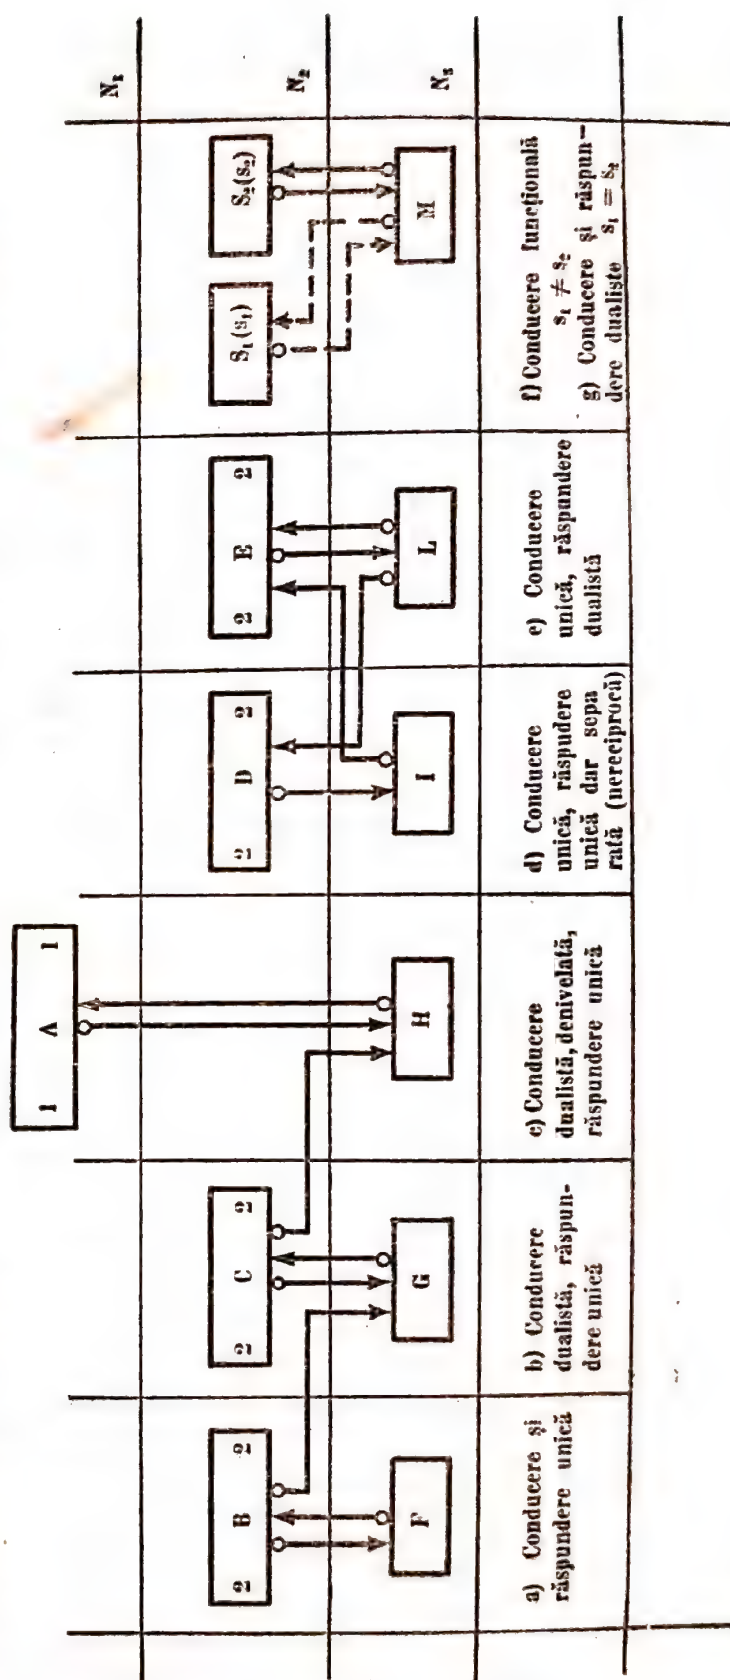 1 A 1
N₁
2 B 2
2 C 2
2 D 2
2 E 2
S₁(s₁)
S₂(s₂)
N₂
F
G
H
I
L
M
N₃
a) Conducere și
răspundere unică
b) Conducere
dualistă, răspun-
dere unică
c) Conducere
dualistă, denivelată,
răspundere unică
d) Conducere
unică, răspudere
unică dar sepa
rată (nereciprocă)
e) Conducere
unică, răspundere
dualistă
f) Conducere funcțională
s₁ ≠ s₂
g) Conducere și răspun-
dere dualiste s₁ = s₂